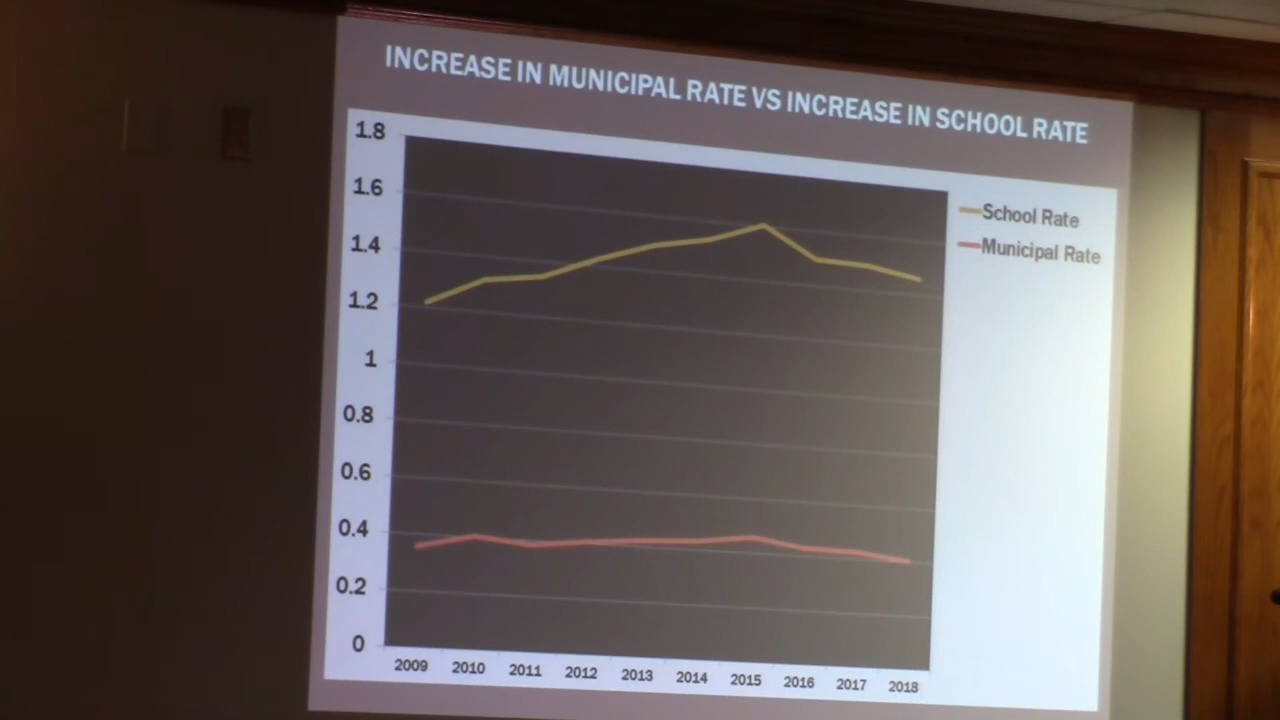 INCREASE IN MUNICIPAL RATE VS INCREASE IN SCHOOL RATE
1.8
1.6
1.4
1.2
1
0.8
0.6
0.4
0.2
0
2009 2010 2011 2012 2013 2014 2015 2016 2017 2018
School Rate
Municipal Rate